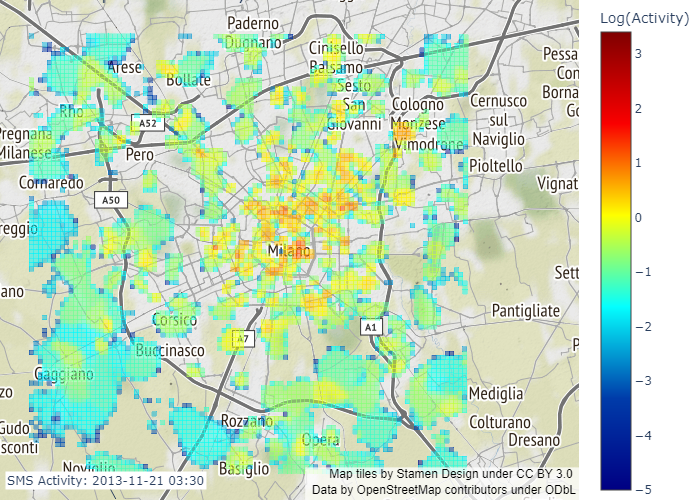 Log(Activity)
3
2
1
0
−1
−2
−3
−4
−5
Paderno
Dugnano
Cinisello
Balsamo
Arese
Bollate
Sesto
San
Giovanni
Cologno
Monzese
Cernusco
sul
Naviglio
Pessa
Con
Borna
Go
Rho
A52
Pregnana
Milanese
Pero
Vimodrone
Pioltello
Cornaredo
Vignat
A50
reggio
Milano
Sett
ano
Pantigliate
Corsico
A7
A1
Buccinasco
P
Gaggiano
zo
Mediglia
Gudo
sconti
Rozzano
Opera
Colturano
Dresano
Noviglio
Basiglio
SMS Activity: 2013-11-21 03:30
Map tiles by Stamen Design under CC BY 3.0
Data by OpenStreetMap contributors under ODbL